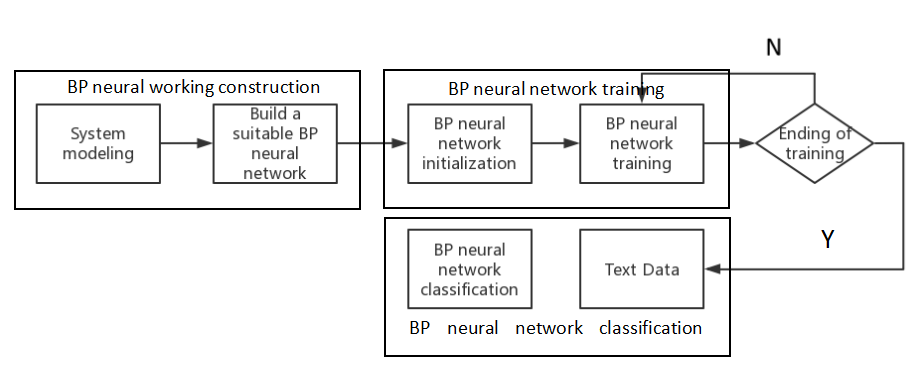 N
BP neural working construction
BP neural network training
System
modeling
Build a
suitable BP
neural
network
BP neural
network
initialization
BP neural
network
training
Ending of
training
Y
BP neural
network
classification
Text Data
BP neural network classification